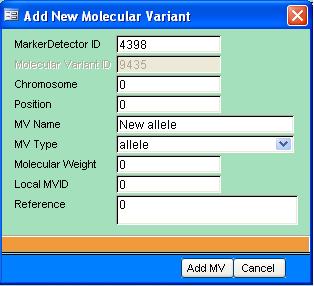 Add New Molecular Variant
MarkerDetector ID 4398
Molecular Variant ID 9435
Chromosome 0
Position 0
MV Name New allele
MV Type allele
Molecular Weight 0
Local MVID 0
Reference 0
Add MV Cancel